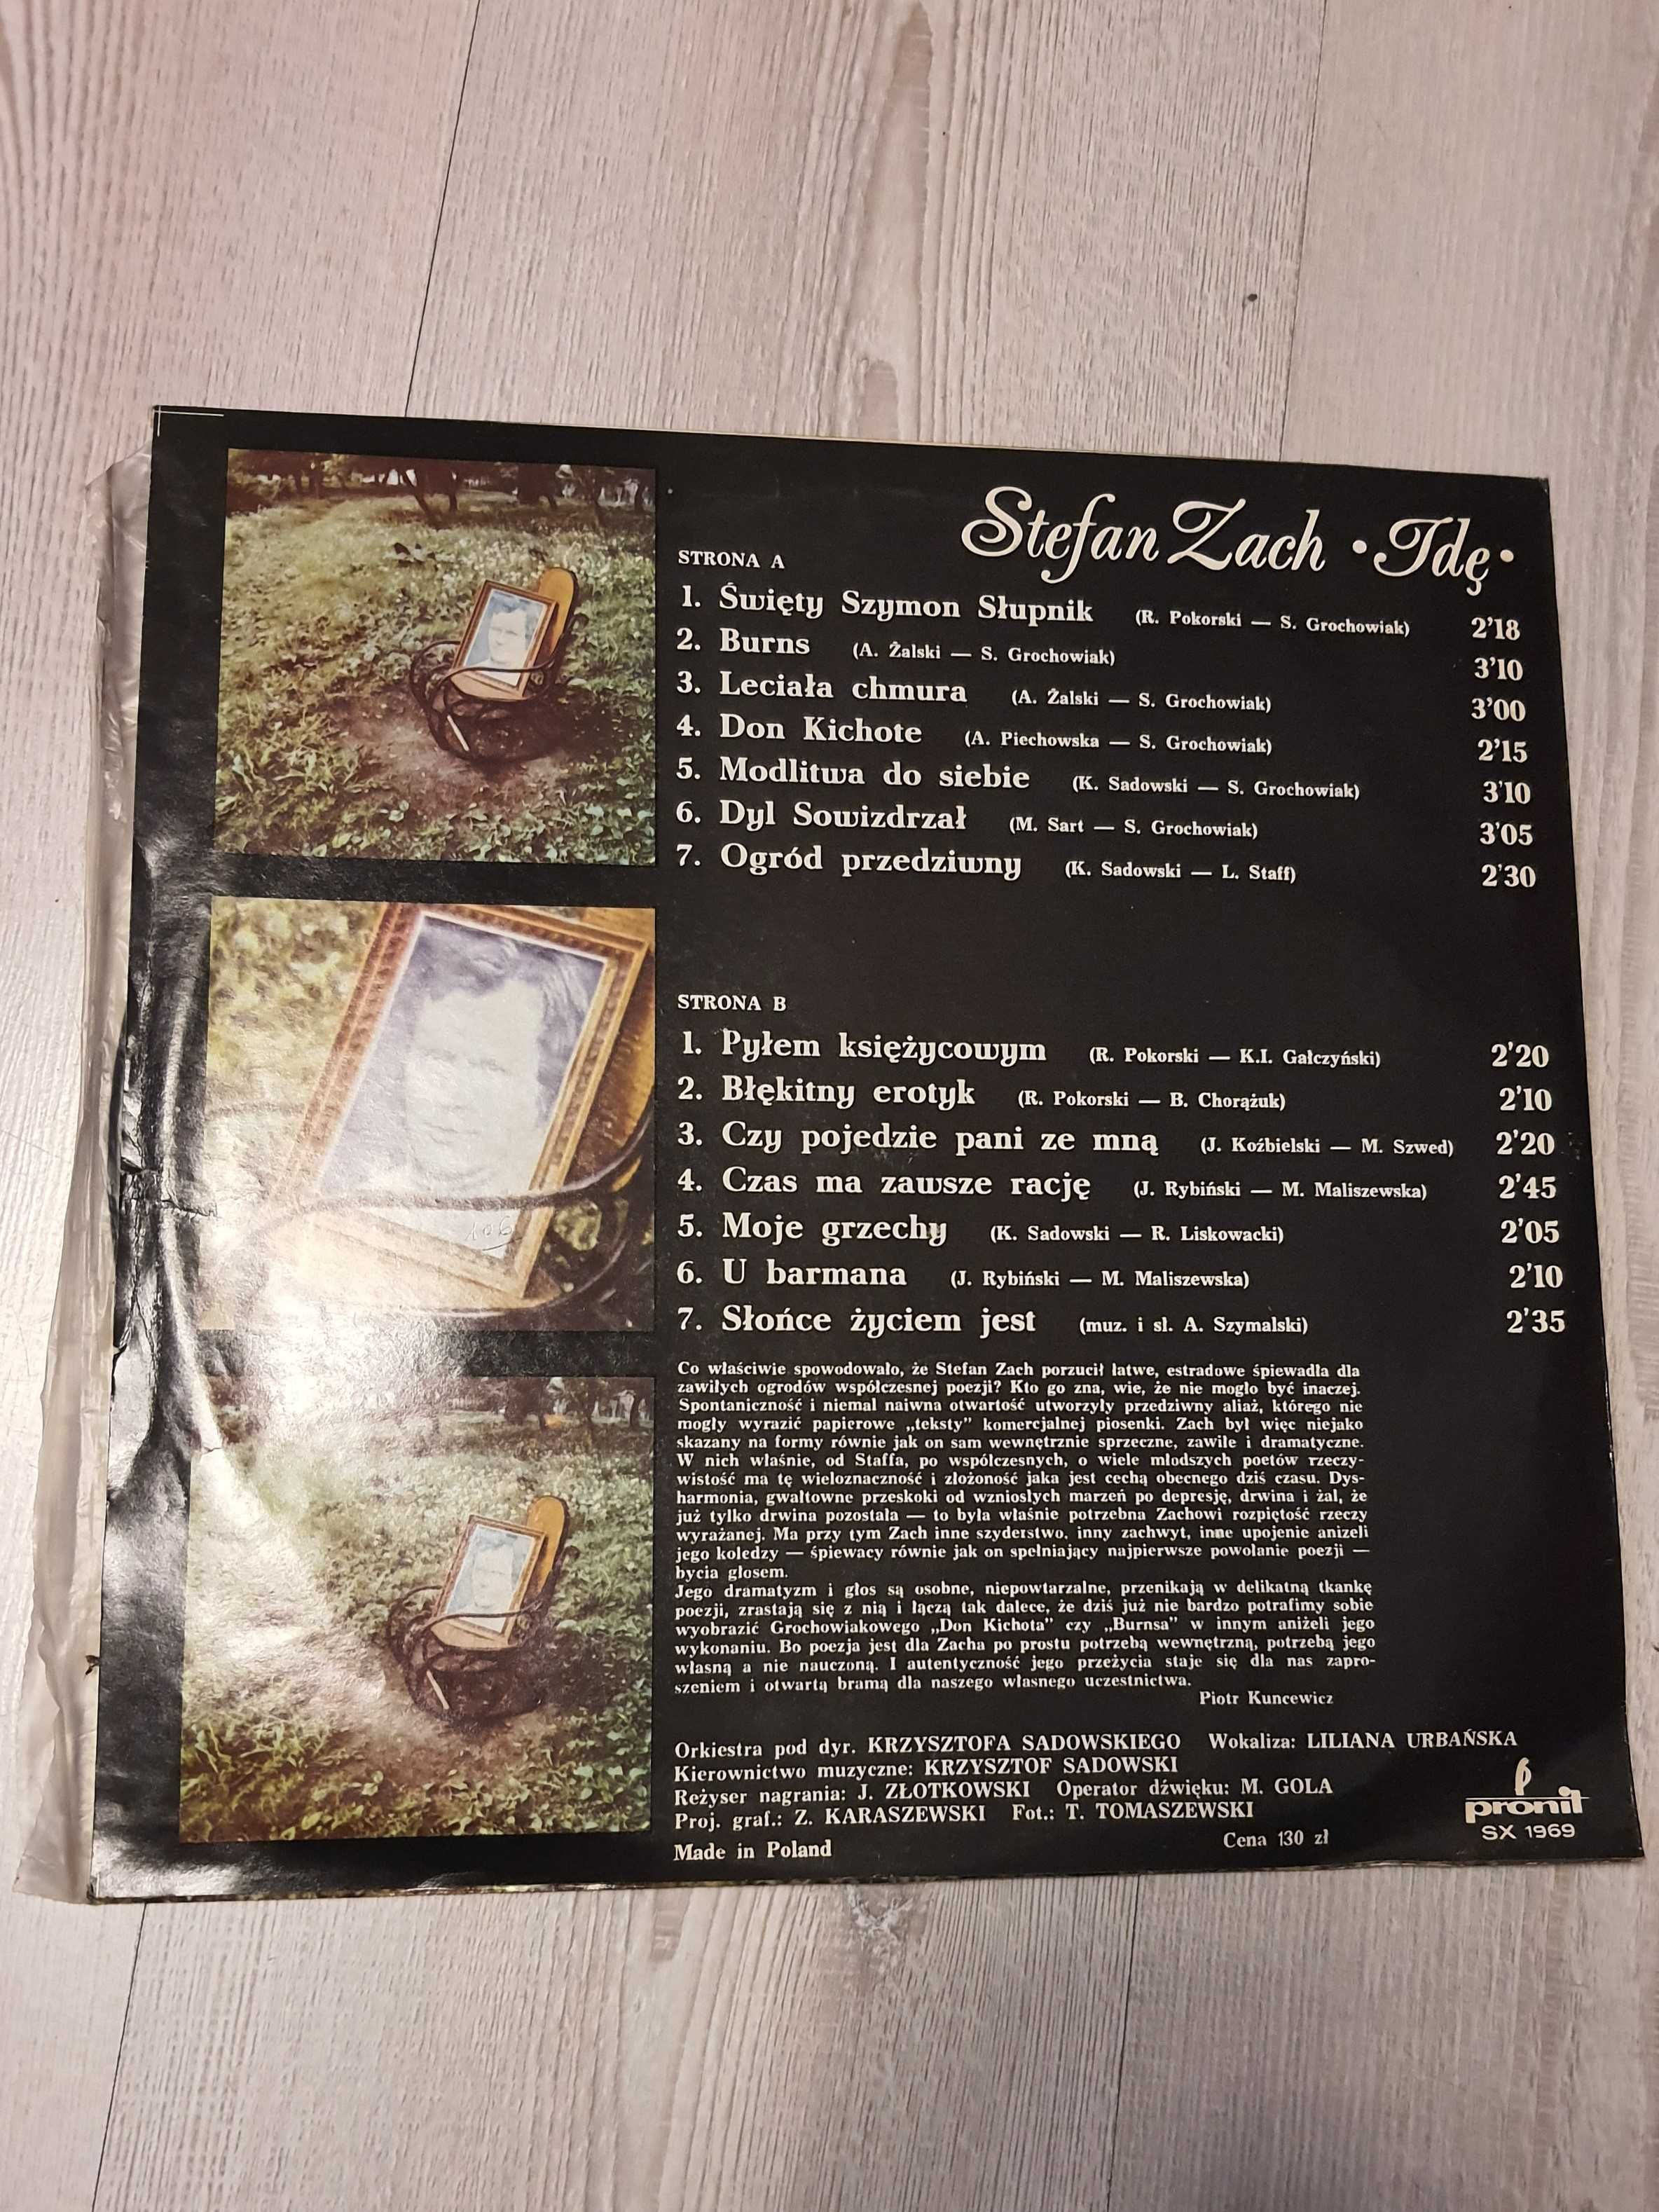 Stefan Zach • Idę •
STRONA A
1. Święty Szymon Słupnik (R. Pokorski — S. Grochowiak) 2'18
2. Burns (A. Żalski — S. Grochowiak) 3'10
3. Leciała chmura (A. Żalski — S. Grochowiak) 3'00
4. Don Kichote (A. Piechowska — S. Grochowiak) 2'15
5. Modlitwa do siebie (K. Sadowski — S. Grochowiak) 3'10
6. Dyl Sowizdrzał (M. Sart — S. Grochowiak) 3'05
7. Ogród przedziwny (K. Sadowski — L. Staff) 2'30
STRONA B
1. Pyłem księżycowym (R. Pokorski — K.I. Gałczyński) 2'20
2. Błękitny erotyk (R. Pokorski — B. Chorążuk) 2'10
3. Czy pojedzie pani ze mną (J. Koźbielski — M. Szwed) 2'20
4. Czas ma zawsze rację (J. Rybiński — M. Maliszewska) 2'45
5. Moje grzechy (K. Sadowski — R. Liskowacki) 2'05
6. U barmana (J. Rybiński — M. Maliszewska) 2'10
7. Słońce życiem jest (muz. i sł. A. Szymalski) 2'35
Co właściwie spowodowało, że Stefan Zach porzucił łatwe, estradowe śpiewadła dla
zawiłych ogrodów współczesnej poezji? Kto go zna, wie, że nie mogło być inaczej.
Spontaniczność i niemal naiwna otwartość utworzyły przedziwny aliaż, którego nie
mogły wyrazić papierowe „teksty” komercjalnej piosenki. Zach był więc niejako
skazany na formy równie jak on sam wewnętrznie sprzeczne, zawiłe i dramatyczne.
W nich właśnie, od Staffa, po współczesnych, o wiele młodszych poetów rzeczy-
wistość ma tę wieloznaczność i złożoność jaka jest cechą obecnego dziś czasu. Dys-
harmonia, gwałtowne przeskoki od wzniosłych marzeń po depresję, drwina i żal, że
już tylko drwina pozostała — to była właśnie potrzebna Zachowi rozpiętość rzeczy
wyrażanej. Ma przy tym Zach inne szyderstwo, inny zachwyt, inne upojenie aniżeli
jego koledzy — śpiewacy równie jak on spełniający najpierwsze powołanie poezji —
bycia głosem.
Jego dramatyzm i głos są osobne, niepowtarzalne, przenikają w delikatną tkankę
poezji, zrastają się z nią i łączą tak dalece, że dziś już nie bardzo potrafimy sobie
wyobrazić Grochowiakowego „Don Kichota” czy „Burnsa” w innym aniżeli jego
wykonaniu. Bo poezja jest dla Zacha po prostu potrzebą wewnętrzną, potrzebą jego
własną a nie nauczoną. I autentyczność jego przeżycia staje się dla nas zapro-
szeniem i otwartą bramą dla naszego własnego uczestnictwa.
Piotr Kuncewicz
Orkiestra pod dyr. KRZYSZTOFA SADOWSKIEGO Wokaliza: LILIANA URBAŃSKA
Kierownictwo muzyczne: KRZYSZTOF SADOWSKI
Reżyser nagrania: J. ZŁOTKOWSKI Operator dźwięku: M. GOLA
Proj. graf.: Z. KARASZEWSKI Fot.: T. TOMASZEWSKI
Made in Poland Cena 130 zł
pronit
SX 1969